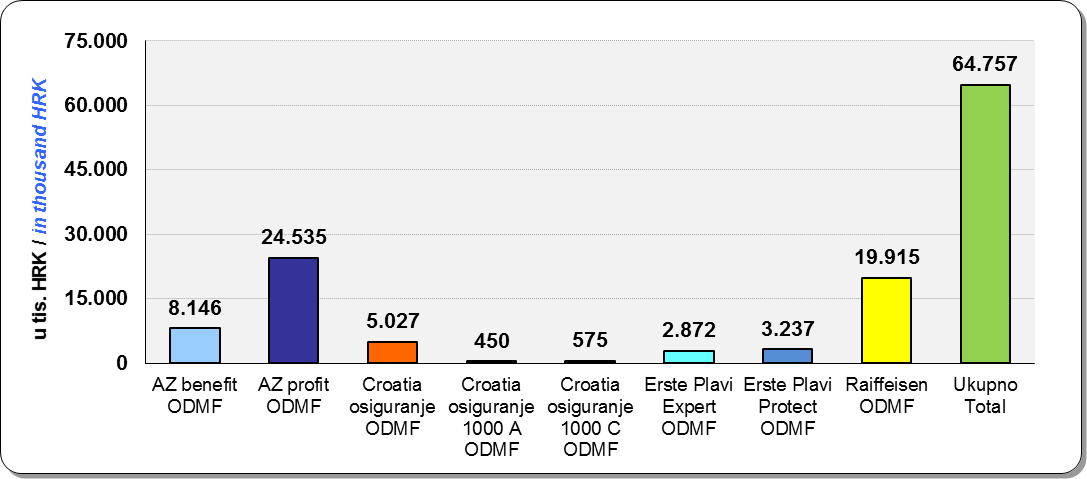 u tis. HRK / in thousand HRK
75.000
60.000
45.000
30.000
15.000
0
8.146
24.535
5.027
450
575
2.872
3.237
19.915
64.757
AZ benefit
ODMF
AZ profit
ODMF
Croatia
osiguranje
ODMF
Croatia
osiguranje
1000 A
ODMF
Croatia
osiguranje
1000 C
ODMF
Erste Plavi
Expert
ODMF
Erste Plavi
Protect
ODMF
Raiffeisen
ODMF
Ukupno
Total